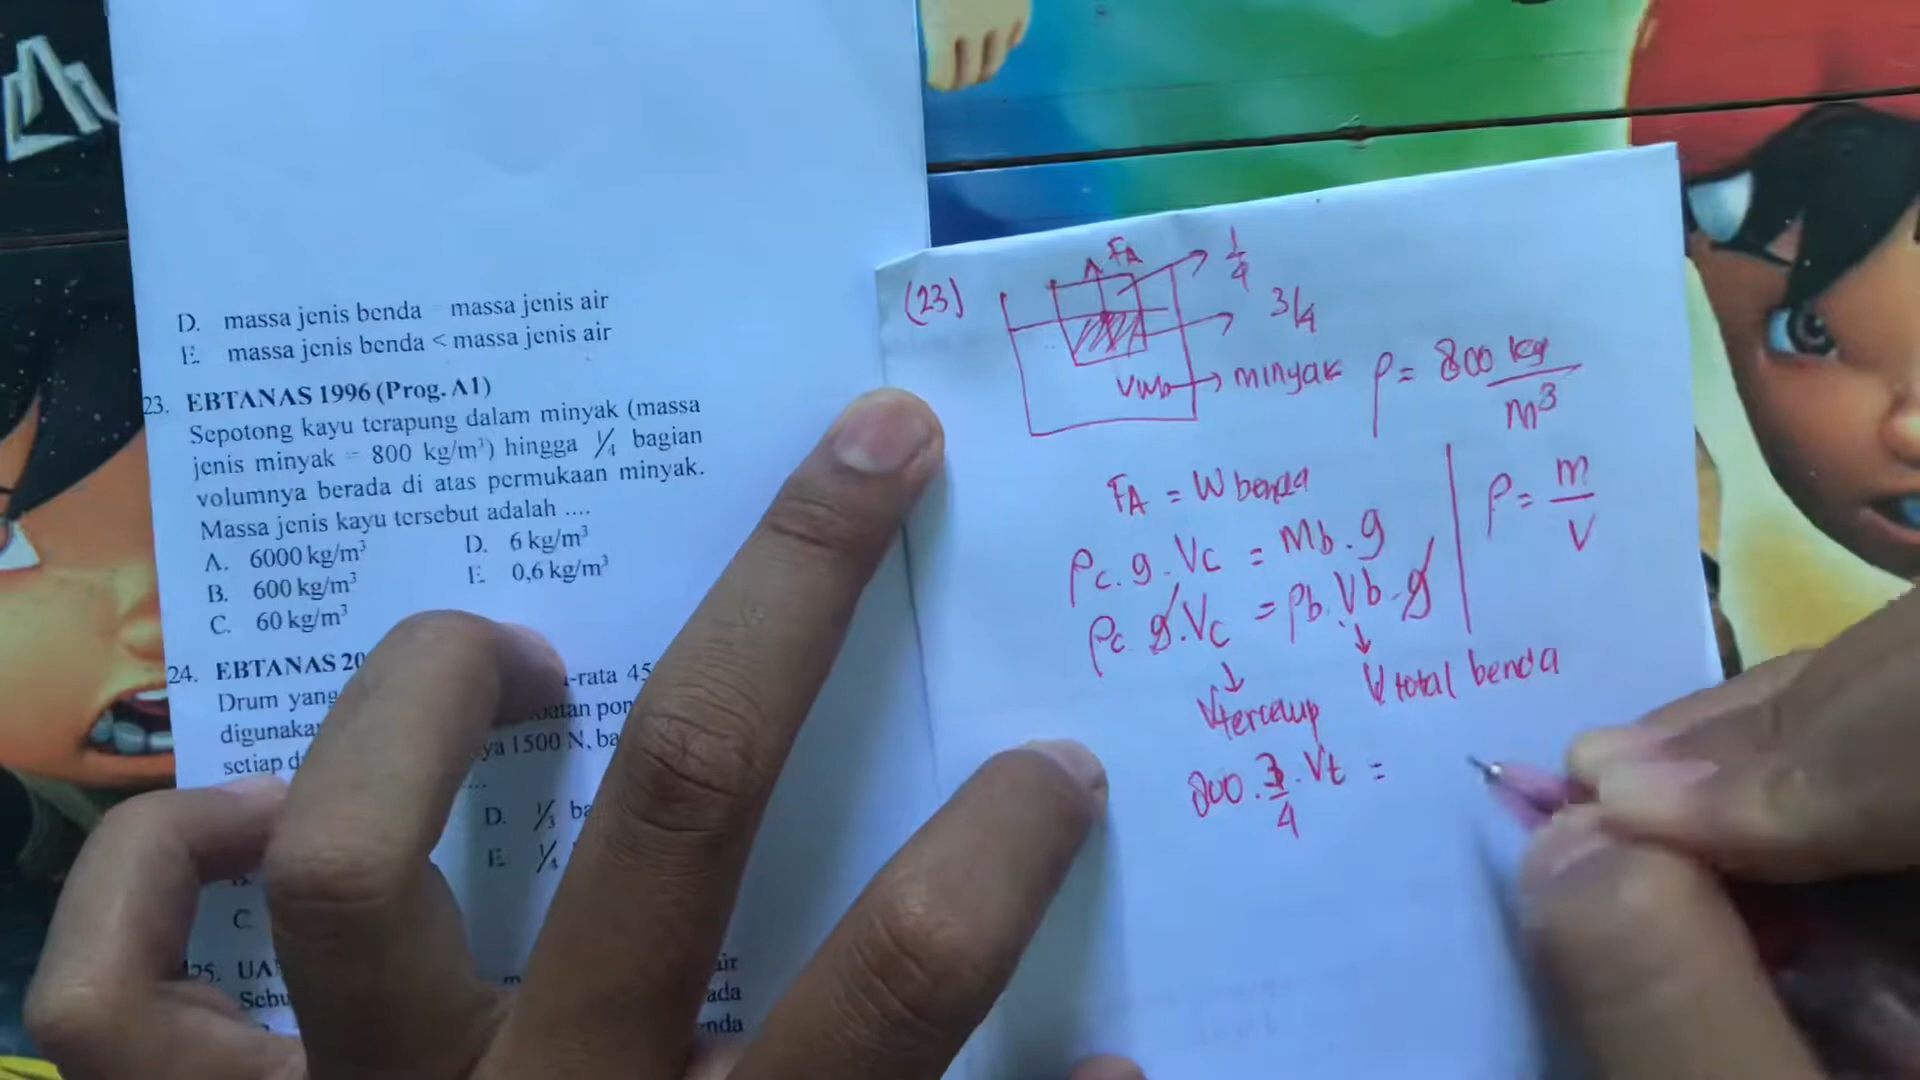 D. massa jenis benda = massa jenis air
E. massa jenis benda < massa jenis air
23. EBTANAS 1996 (Prog. A1)
Sepotong kayu terapung dalam minyak (massa
jenis minyak = 800 kg/m³) hingga 1/4 bagian
volumnya berada di atas permukaan minyak.
Massa jenis kayu tersebut adalah ....
A. 6000 kg/m³ D. 6 kg/m³
B. 600 kg/m³ E. 0,6 kg/m³
C. 60 kg/m³
24. EBTANAS 20
Drum yang -rata 45
digunaka
setiap ya 1500 N, ba
....
D. 1/3 ba
E. 1/4
C.
25. UA
Sebu ada
(23)
FA
1/4
3/4
Vwb → minyak ρ = 800 kg/m³
FA = W benda
ρc . g . Vc = mb . g
ρc g . Vc = ρb . Vb . g
ρ = m/V
V total benda
800 . 3/4 . Vt =